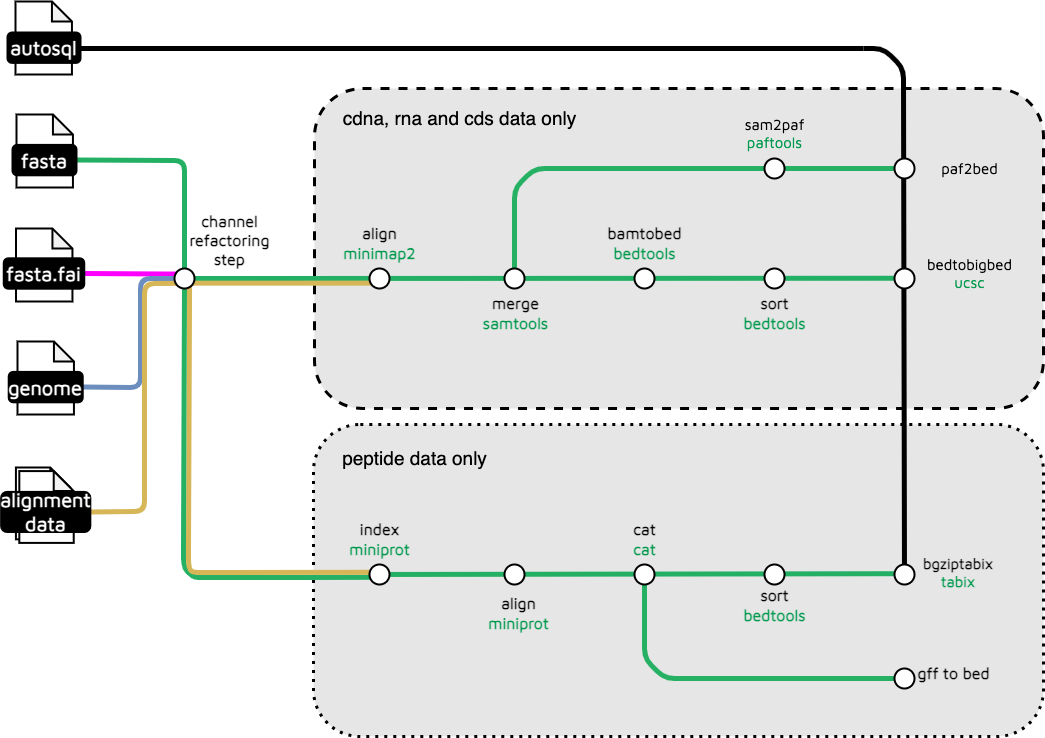 autosql
cdna, rna and cds data only
sam2paf
paftools
fasta
paf2bed
channel
refactoring
step
align
minimap2
bamtobed
bedtools
fasta.fai
bedtobigbed
ucsc
merge
samtools
sort
bedtools
genome
peptide data only
alignment
data
index
miniprot
cat
cat
bgziptabix
tabix
align
miniprot
sort
bedtools
gff to bed